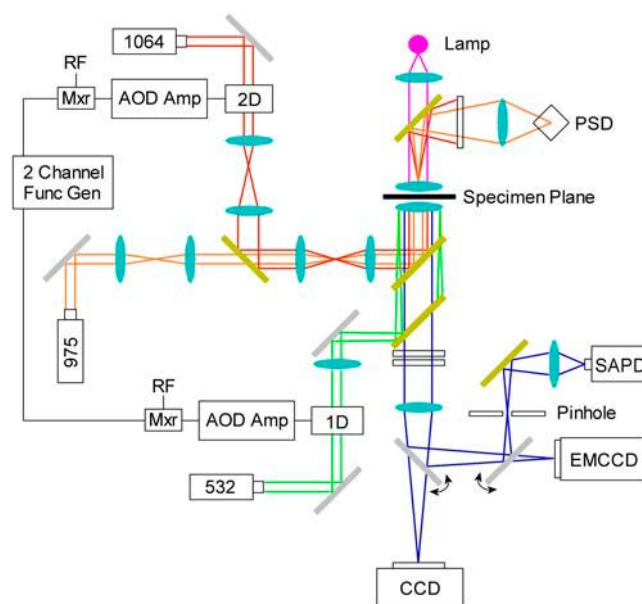 1064
Lamp
RF
Mxr
AOD Amp
2D
PSD
2 Channel
Func Gen
Specimen Plane
975
RF
Mxr
AOD Amp
1D
SAPD
Pinhole
532
EMCCD
CCD